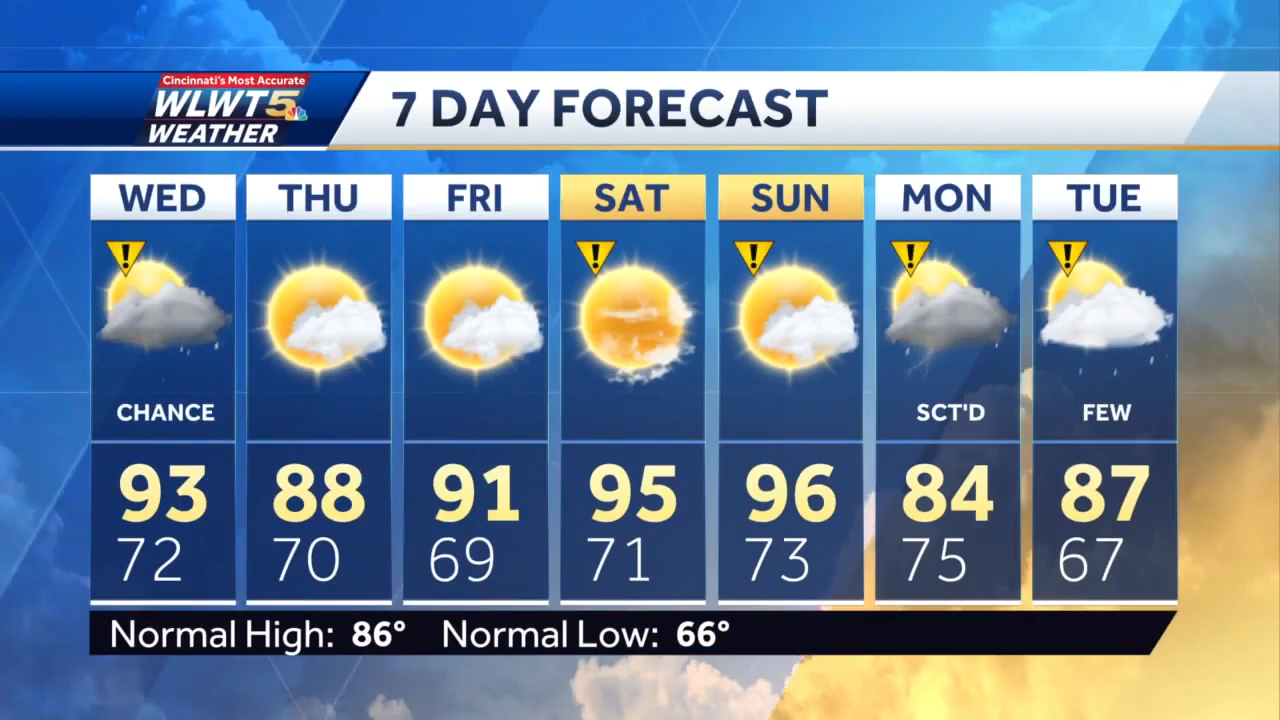 Cincinnati's Most Accurate
WLWT5
WEATHER
7 DAY FORECAST
WED THU FRI SAT SUN MON TUE
! ! ! ! !
CHANCE SCT'D FEW
93 88 91 95 96 84 87
72 70 69 71 73 75 67
Normal High: 86° Normal Low: 66°